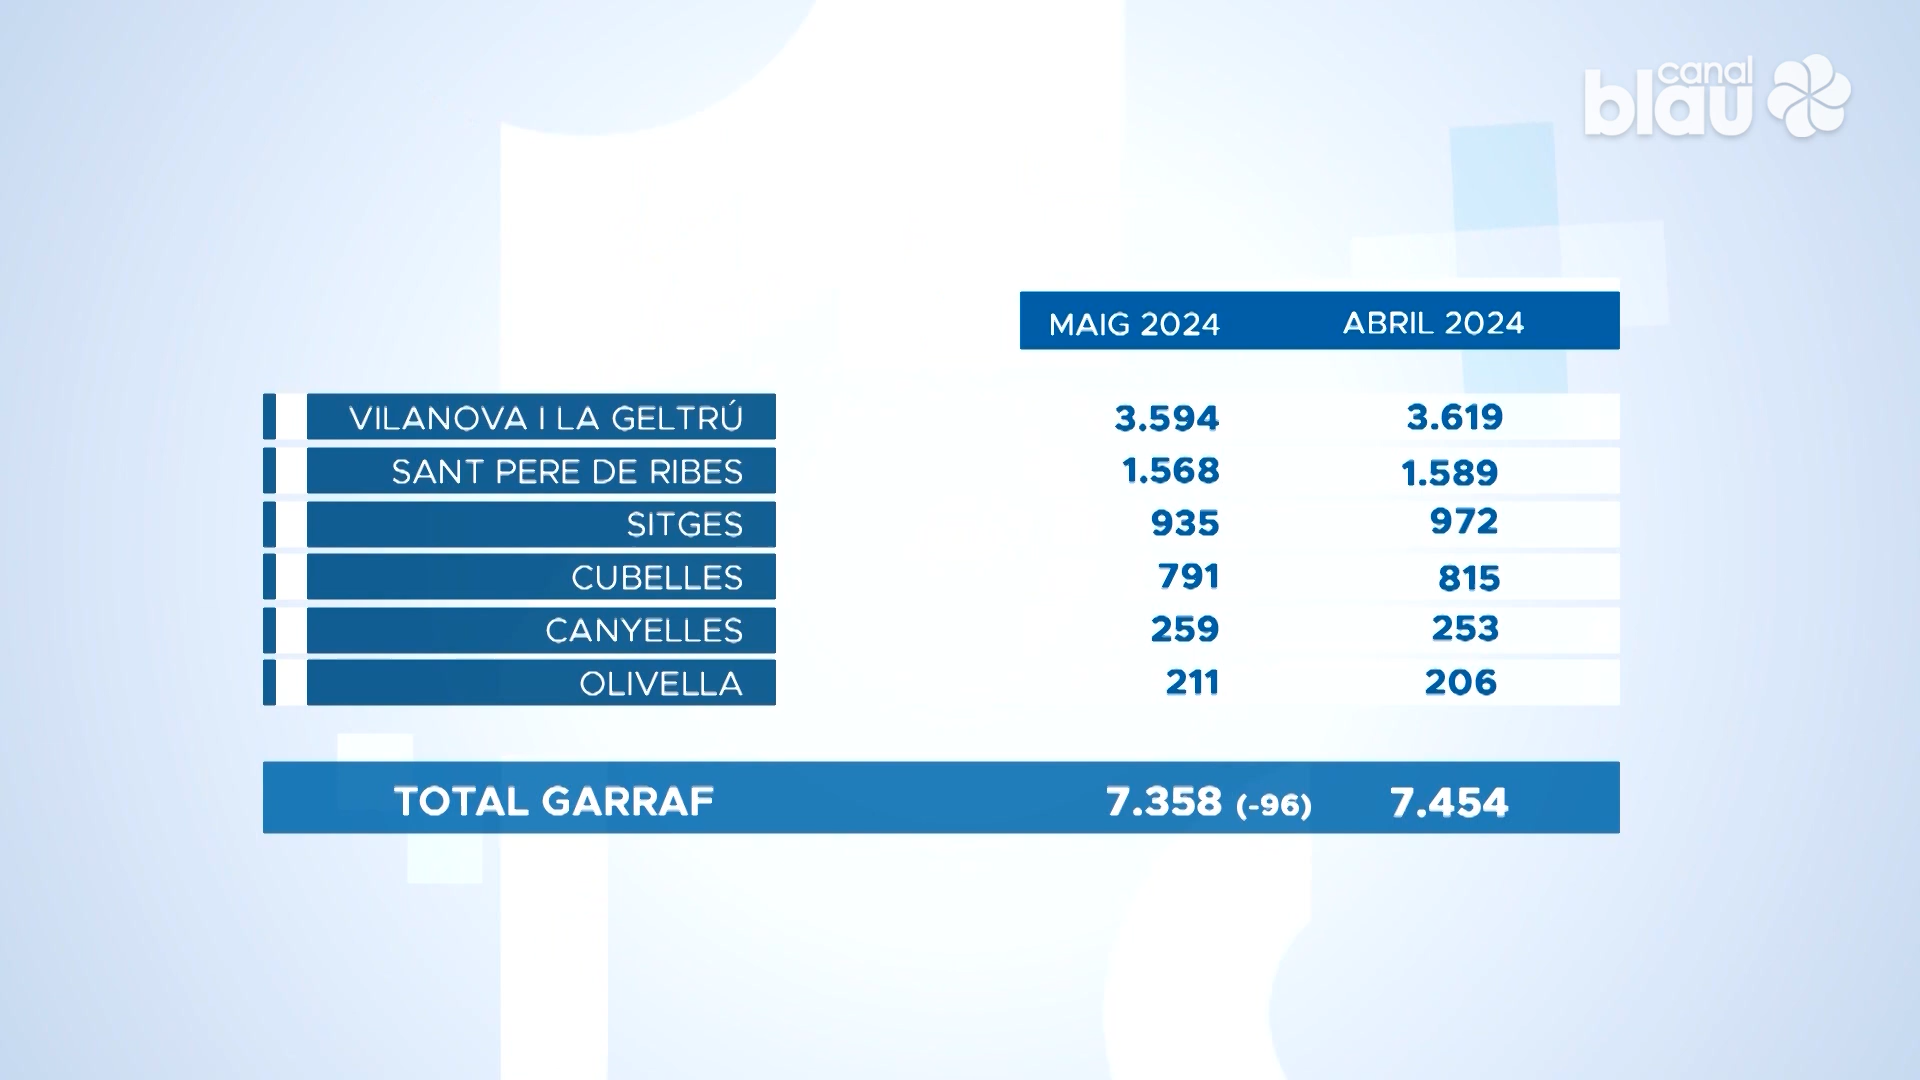 canal
blau
MAIG 2024 ABRIL 2024
VILANOVA I LA GELTRÚ 3.594 3.619
SANT PERE DE RIBES 1.568 1.589
SITGES 935 972
CUBELLES 791 815
CANYELLES 259 253
OLIVELLA 211 206
TOTAL GARRAF 7.358 (-96) 7.454